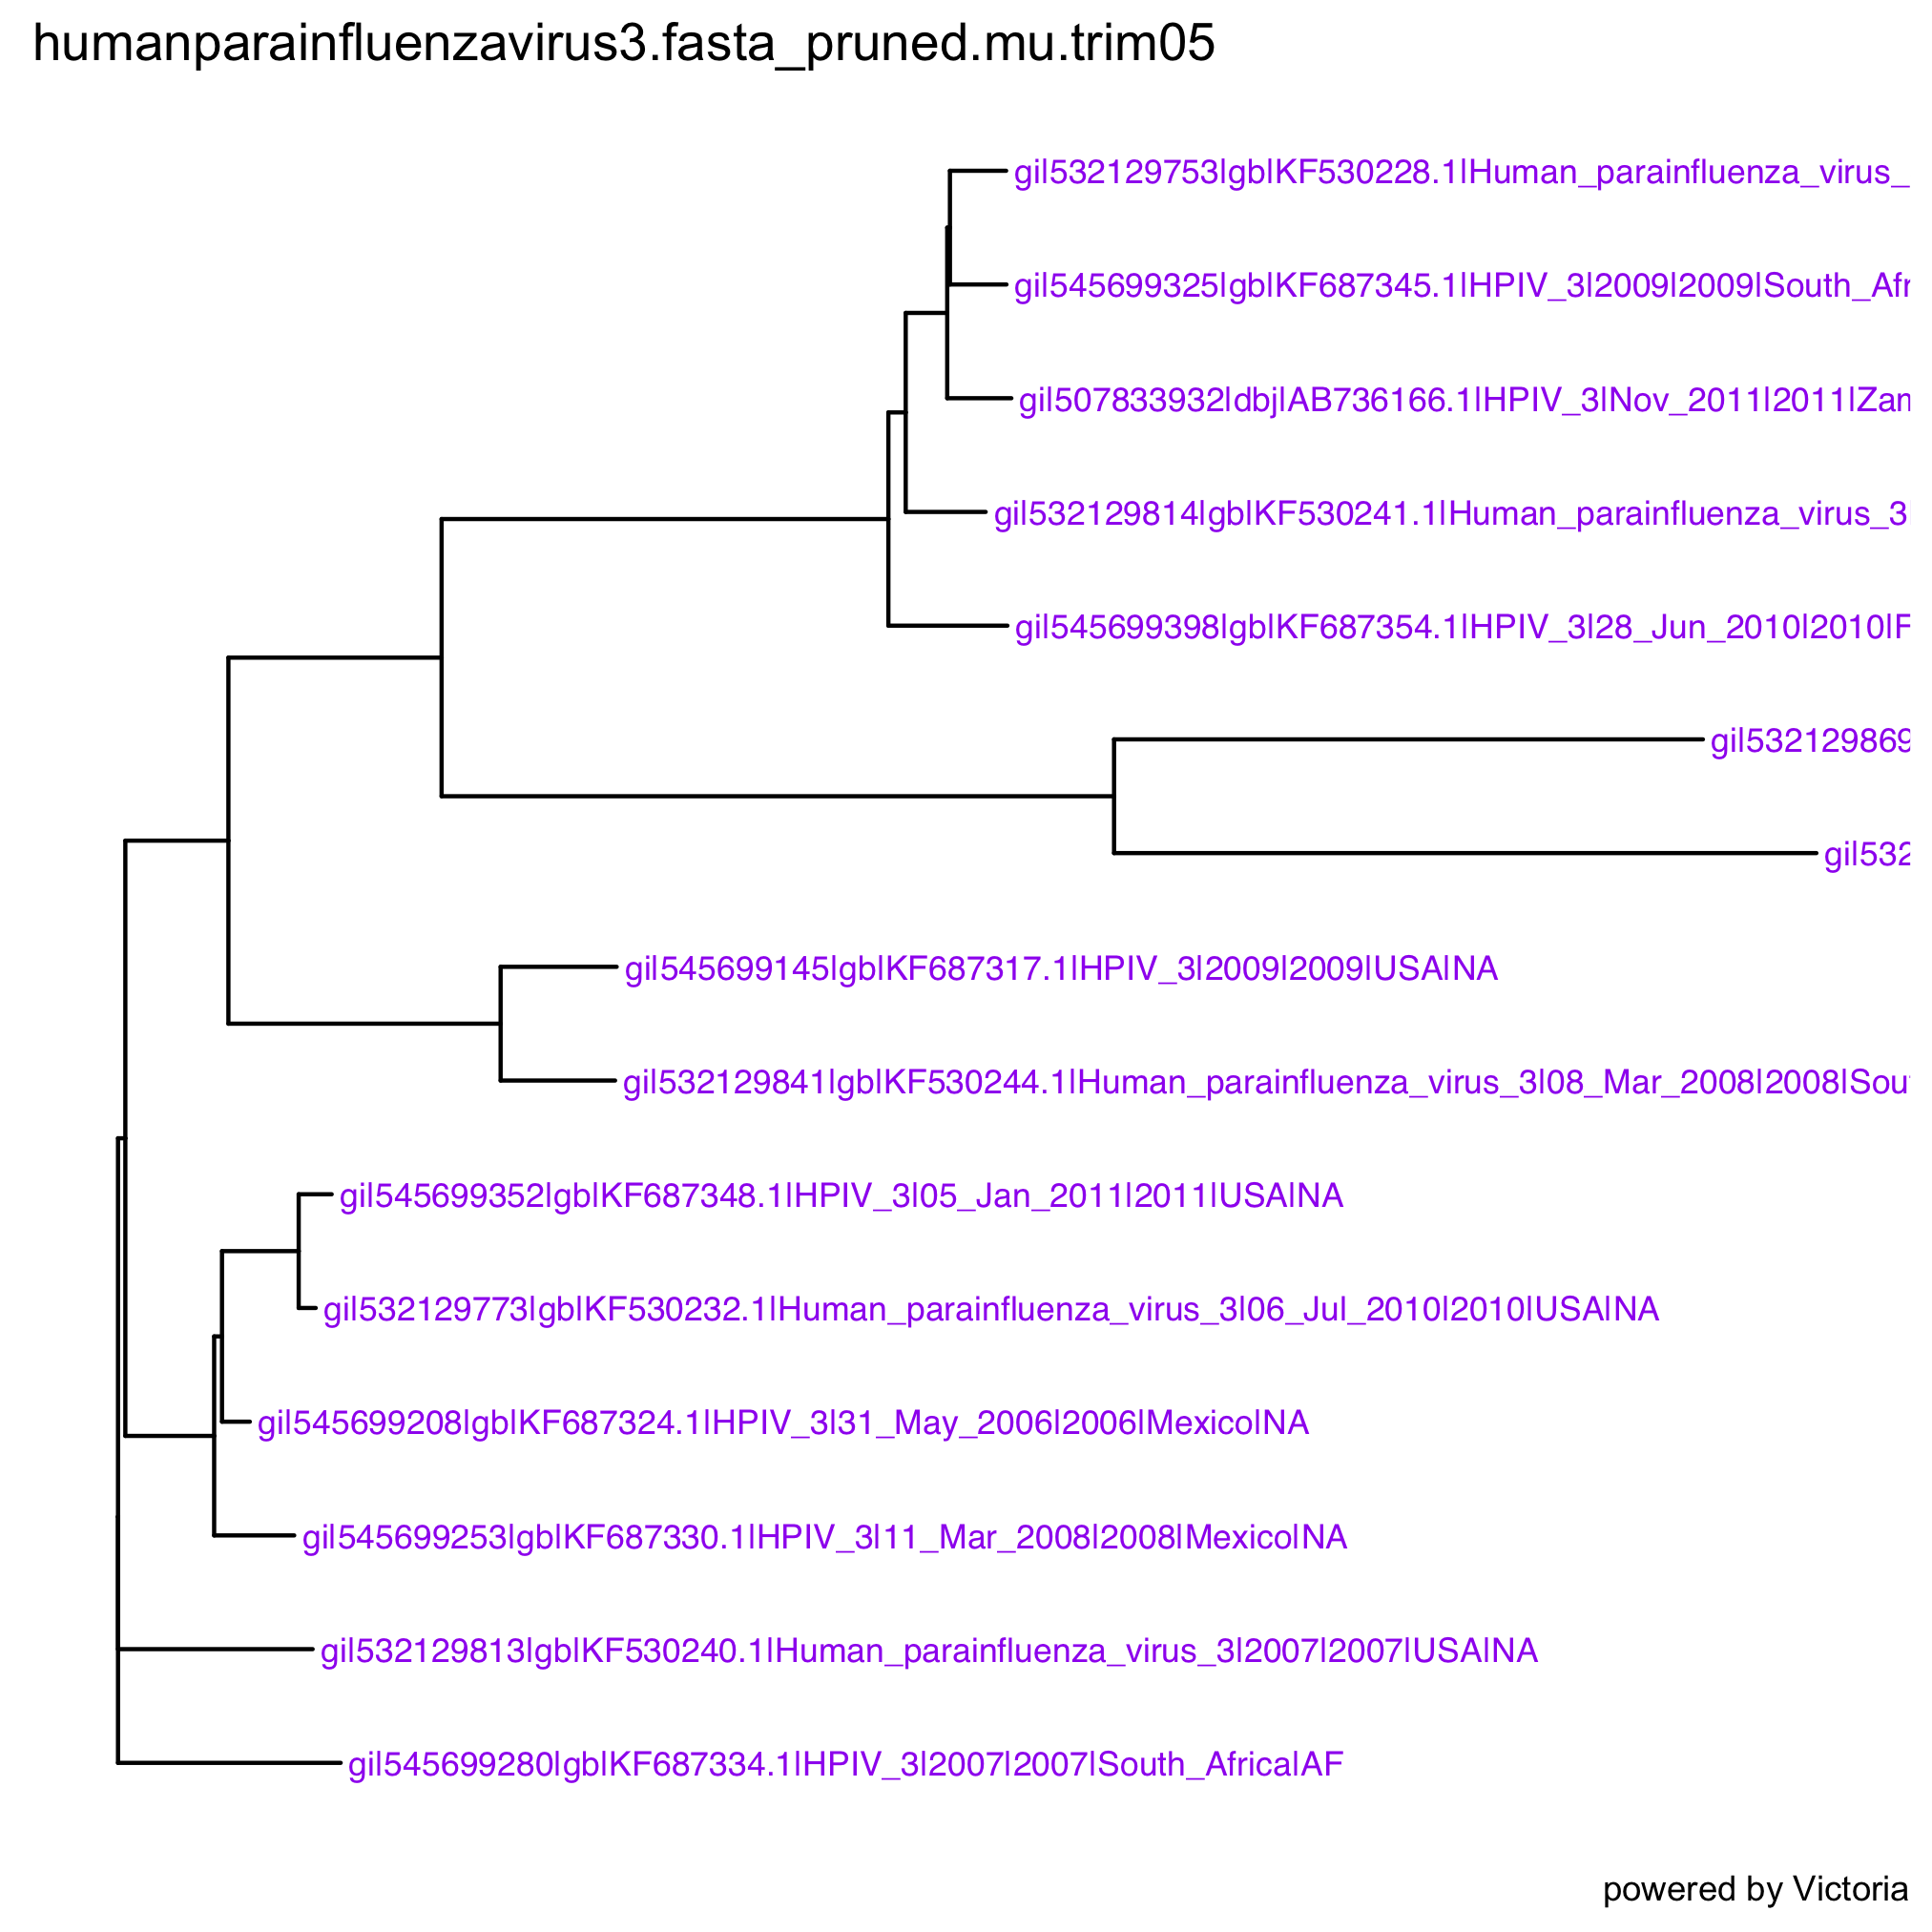 humanparainfluenzavirus3.fasta_pruned.mu.trim05
gi|532129753|gb|KF530228.1|Human_parainfluenza_virus_
gi|545699325|gb|KF687345.1|HPIV_3|2009|2009|South_Afr
gi|507833932|dbj|AB736166.1|HPIV_3|Nov_2011|2011|Zam
gi|532129814|gb|KF530241.1|Human_parainfluenza_virus_3|
gi|545699398|gb|KF687354.1|HPIV_3|28_Jun_2010|2010|F
gi|532129869
gi|532
gi|545699145|gb|KF687317.1|HPIV_3|2009|2009|USA|NA
gi|532129841|gb|KF530244.1|Human_parainfluenza_virus_3|08_Mar_2008|2008|Sou
gi|545699352|gb|KF687348.1|HPIV_3|05_Jan_2011|2011|USA|NA
gi|532129773|gb|KF530232.1|Human_parainfluenza_virus_3|06_Jul_2010|2010|USA|NA
gi|545699208|gb|KF687324.1|HPIV_3|31_May_2006|2006|Mexico|NA
gi|545699253|gb|KF687330.1|HPIV_3|11_Mar_2008|2008|Mexico|NA
gi|532129813|gb|KF530240.1|Human_parainfluenza_virus_3|2007|2007|USA|NA
gi|545699280|gb|KF687334.1|HPIV_3|2007|2007|South_Africa|AF
powered by Victoria